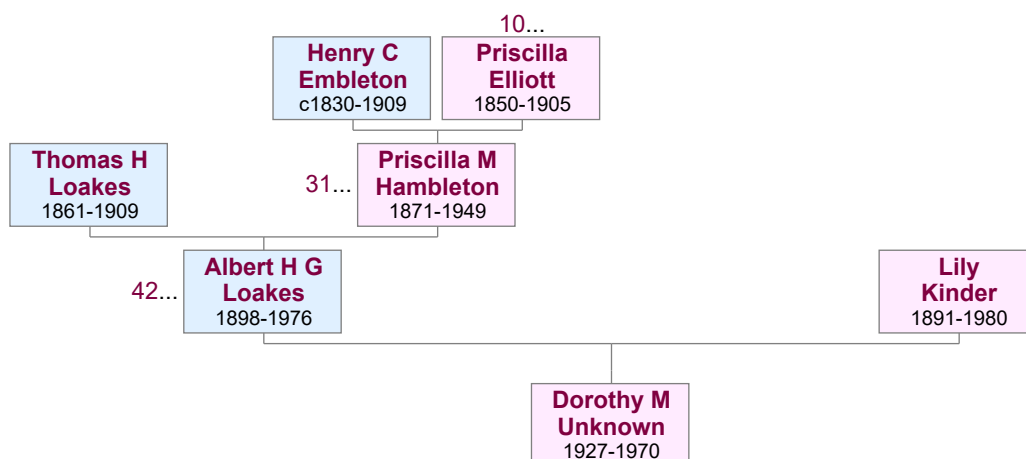 10...
Henry C
Embleton
c1830-1909
Priscilla
Elliott
1850-1905
Thomas H
Loakes
1861-1909
31...
Priscilla M
Hambleton
1871-1949
42...
Albert H G
Loakes
1898-1976
Lily
Kinder
1891-1980
Dorothy M
Unknown
1927-1970